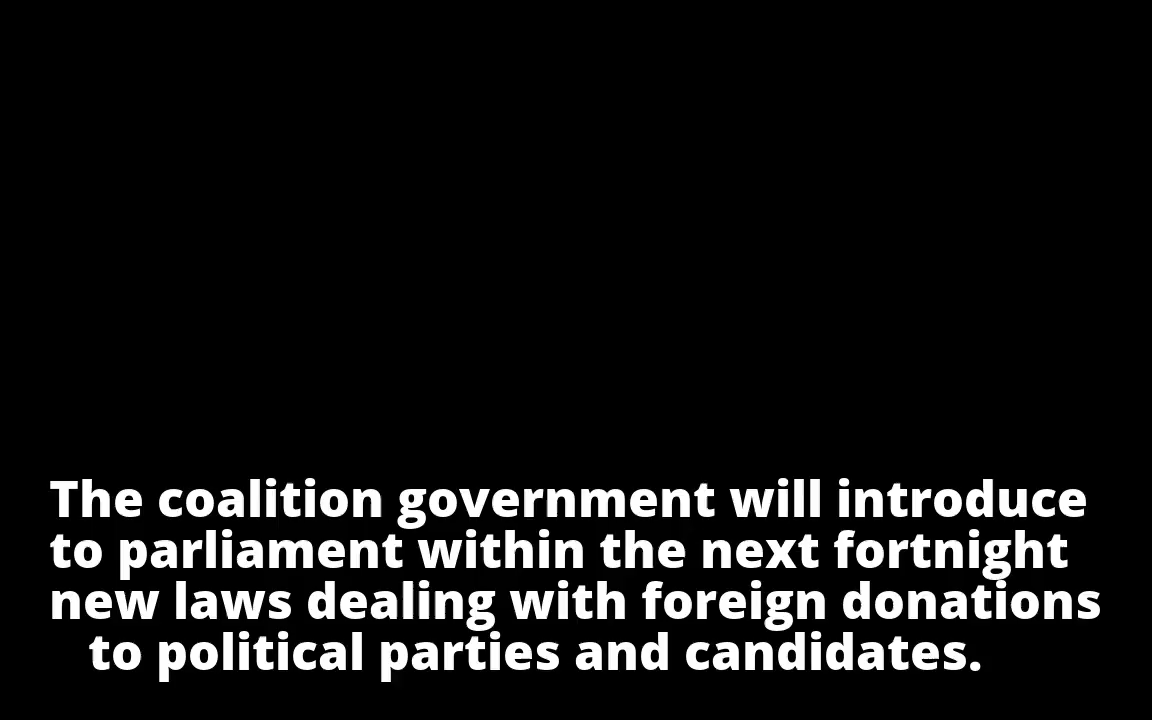 The coalition government will introduce
to parliament within the next fortnight
new laws dealing with foreign donations
to political parties and candidates.